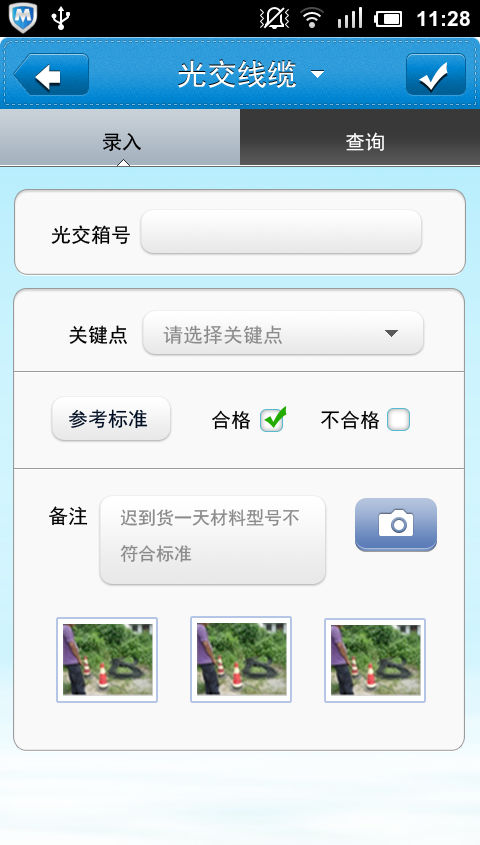 11:28
光交线缆
录入
查询
光交箱号
关键点
请选择关键点
参考标准
合格
不合格
备注
迟到货一天材料型号不
符合标准